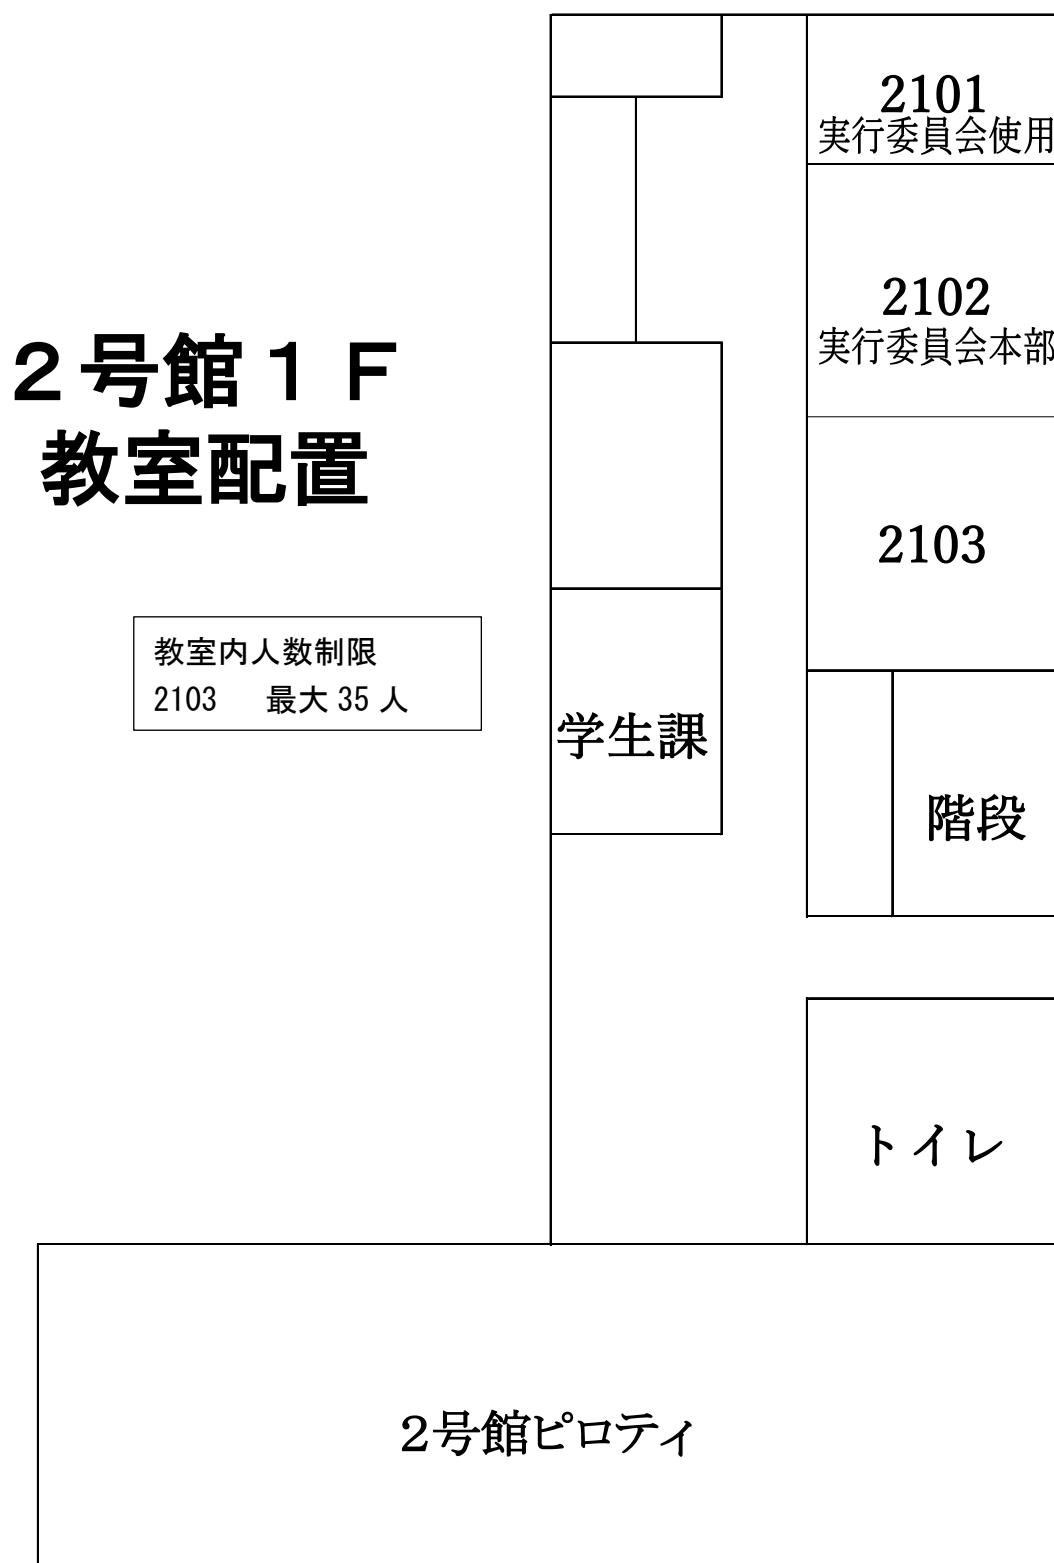 2101
実行委員会使用
2102
実行委員会本部
２号館１Ｆ
教室配置
2103
教室内人数制限
2103　最大 35 人
学生課
階段
トイレ
２号館ピロティ